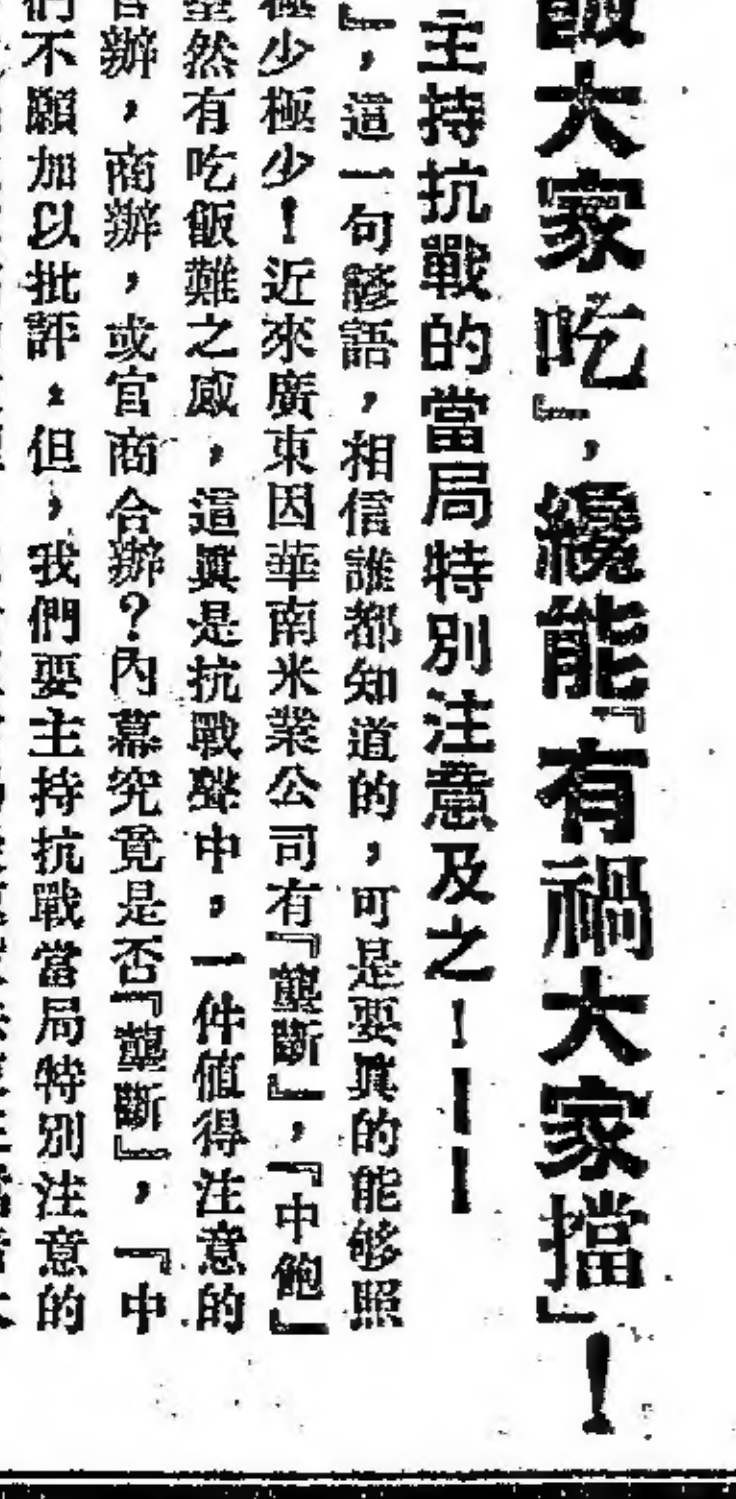 飯大家吃』，纔能『有禍大家擋』！
主持抗戰的當局特別注意及之！——
』，這一句諺語，相信誰都知道的，可是要眞的能够照
極少極少！近來廣東因華南米業公司有『壟斷』，『中飽』
然有吃飯難之感，這眞是抗戰聲中，一件値得注意的
官辦，商辦，或官商合辦？內幕究竟是否『壟斷』，『中
們不願加以批評。但，我們要主持抗戰當局特別注意的